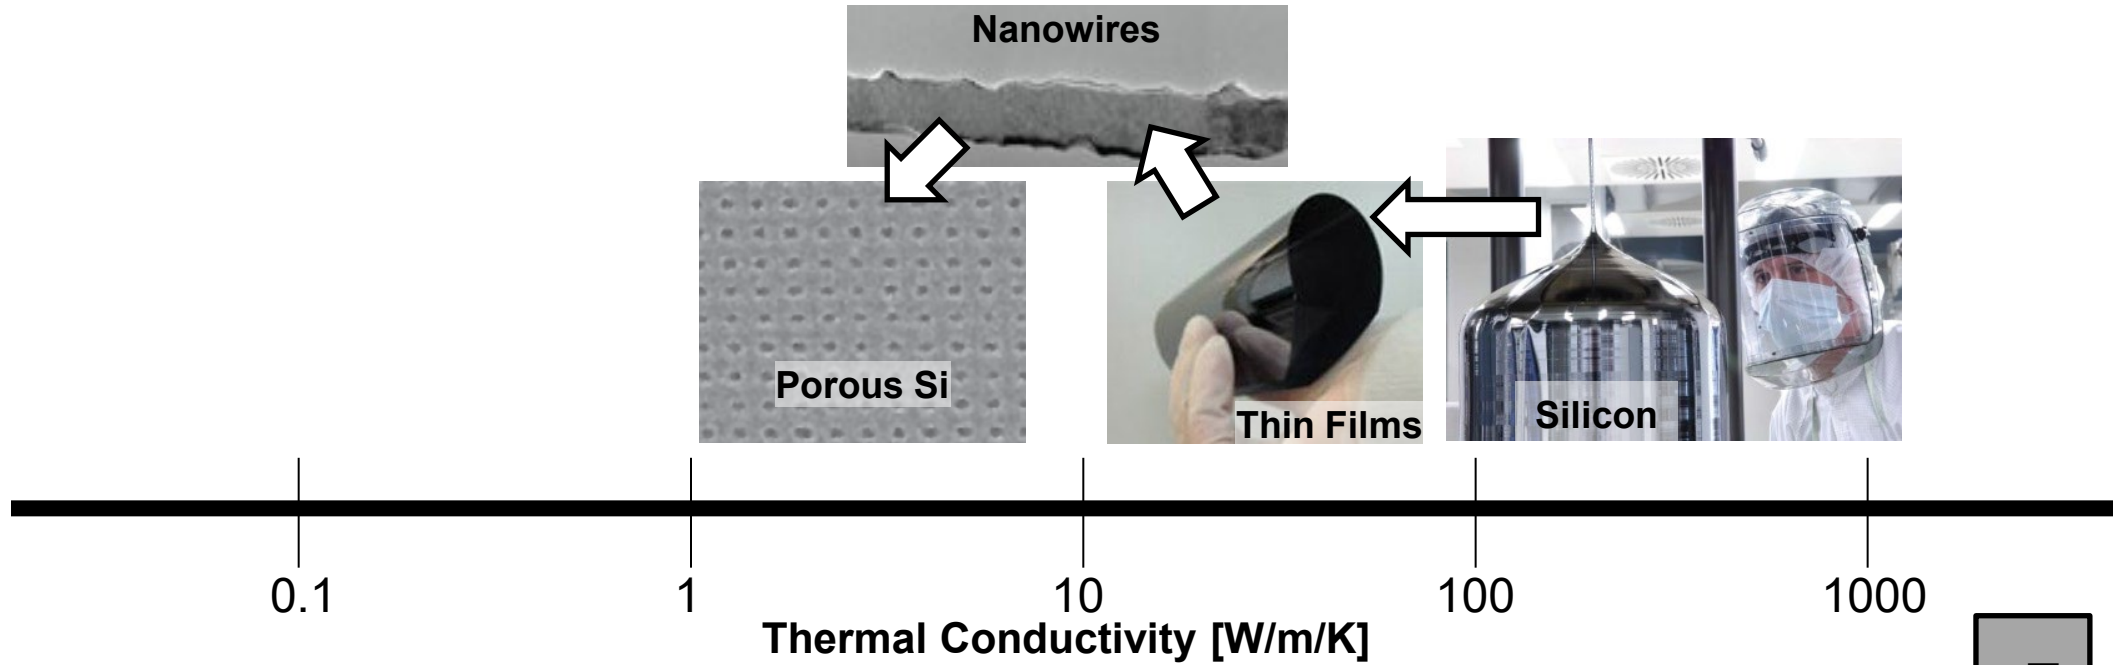 Nanowires
Porous Si
Thin Films
Silicon
0.1
1
10
100
1000
Thermal Conductivity [W/m/K]